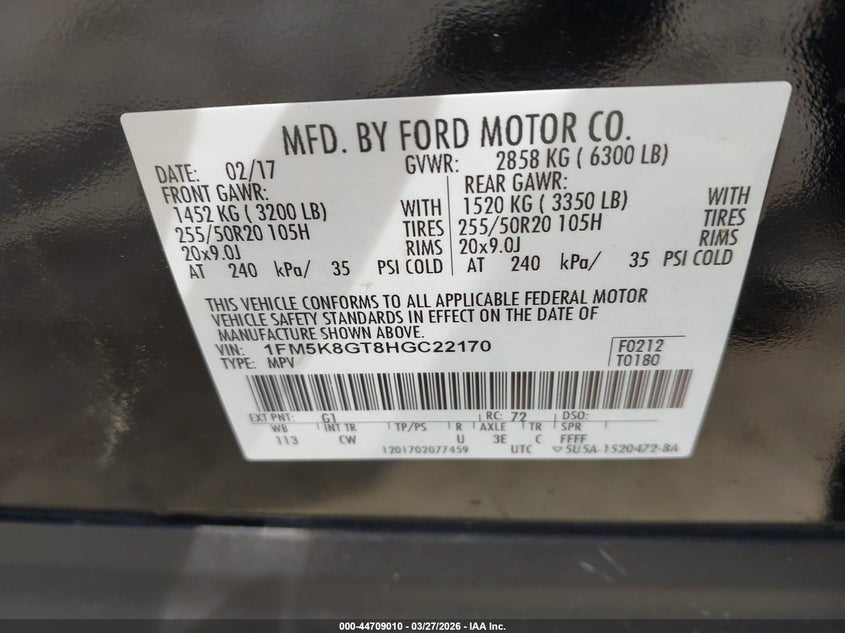 MFD. BY FORD MOTOR CO.
DATE: 02/17 GVWR: 2858 KG ( 6300 LB)
FRONT GAWR: REAR GAWR:
1452 KG ( 3200 LB) WITH 1520 KG ( 3350 LB) WITH
255/50R20 105H TIRES 255/50R20 105H TIRES
20x9.0J RIMS 20x9.0J RIMS
AT 240 kPa/ 35 PSI COLD AT 240 kPa/ 35 PSI COLD
THIS VEHICLE CONFORMS TO ALL APPLICABLE FEDERAL MOTOR
VEHICLE SAFETY STANDARDS IN EFFECT ON THE DATE OF
MANUFACTURE SHOWN ABOVE.
VIN: 1FM5K8GT8HGC22170 F0212
TYPE: MPV T0180
EXT PNT: G1 RC: 72 DSO:
WB INT TR TP/PS R AXLE TR SPR
113 CW U 3E C FFFF
1201702077459 UTC ▽ 5U5A-1520472-BA
000-44709010 | 03/27/2026 - IAA Inc.